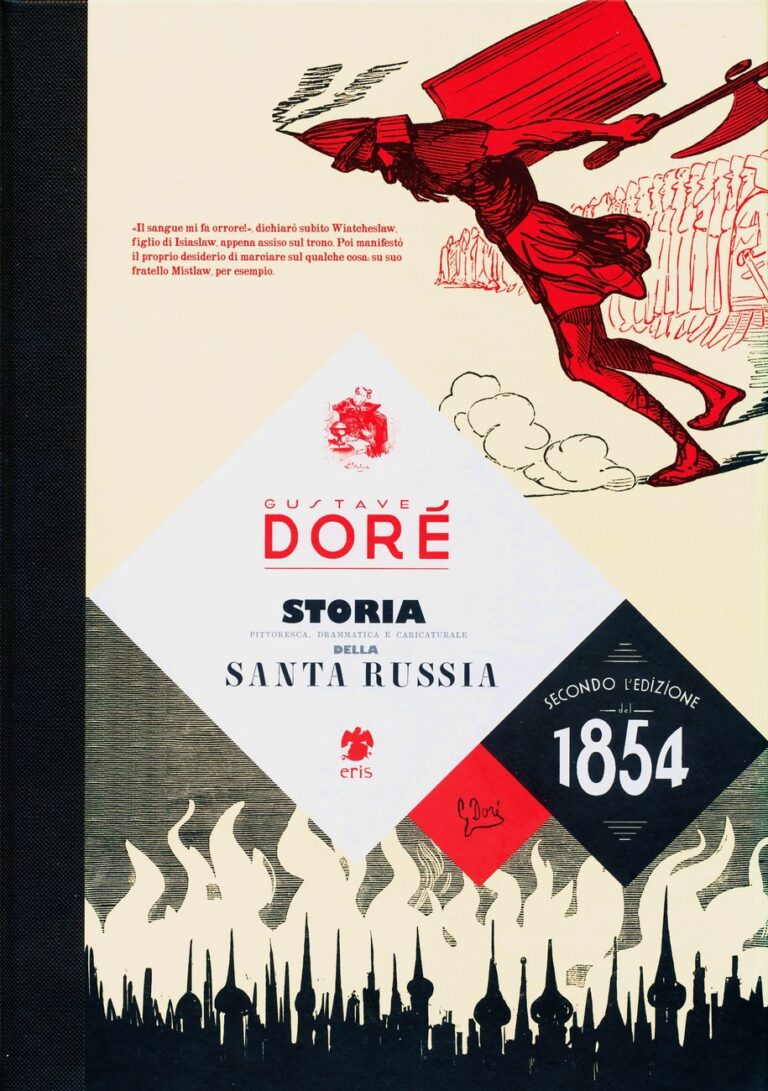 «Il sangue mi fa orrore!», dichiarò subito Wiatcheslaw,
figlio di Isiaslaw, appena assiso sul trono. Poi manifestò
il proprio desiderio di marciare sul qualche cosa: su suo
fratello Mistlaw, per esempio.
GUSTAVE
DORÉ
STORIA
PITTORESCA, DRAMMATICA E CARICATURALE
DELLA
SANTA RUSSIA
eris
SECONDO L'EDIZIONE
del
1854
G Doré